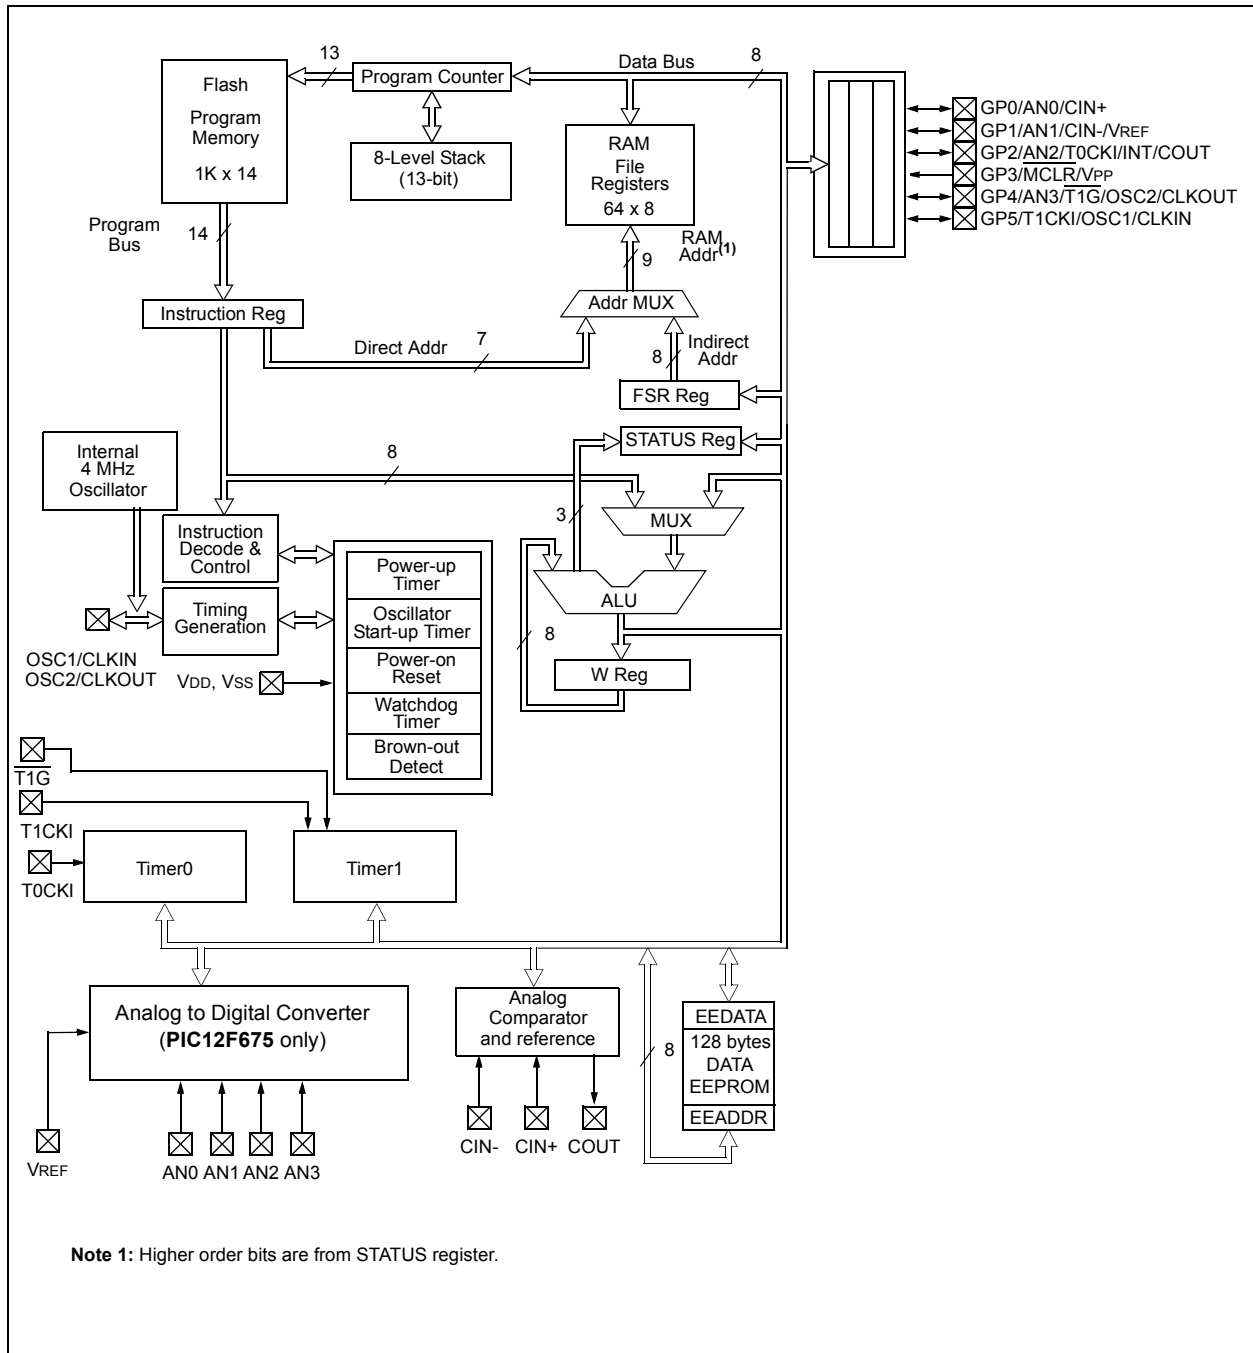 13
Data Bus
8
Flash
Program
Memory
1K x 14
Program Counter
8-Level Stack
(13-bit)
RAM
File
Registers
64 x 8
GP0/AN0/CIN+
GP1/AN1/CIN-/VREF
GP2/AN2/T0CKI/INT/COUT
GP3/MCLR/VPP
GP4/AN3/T1G/OSC2/CLKOUT
GP5/T1CKI/OSC1/CLKIN
Program
Bus
14
RAM
Addr(1)
9
Addr MUX
Instruction Reg
Direct Addr
7
Indirect
Addr
8
FSR Reg
STATUS Reg
Internal
4 MHz
Oscillator
8
3
MUX
Instruction
Decode &
Control
Power-up
Timer
ALU
Timing
Generation
Oscillator
Start-up Timer
8
OSC1/CLKIN
OSC2/CLKOUT
VDD, VSS
Power-on
Reset
W Reg
Watchdog
Timer
Brown-out
Detect
T1G
T1CKI
T0CKI
Timer0
Timer1
Analog to Digital Converter
(PIC12F675 only)
Analog
Comparator
and reference
EEDATA
128 bytes
DATA
EEPROM
EEADDR
8
VREF
AN0 AN1 AN2 AN3
CIN- CIN+ COUT
Note 1: Higher order bits are from STATUS register.